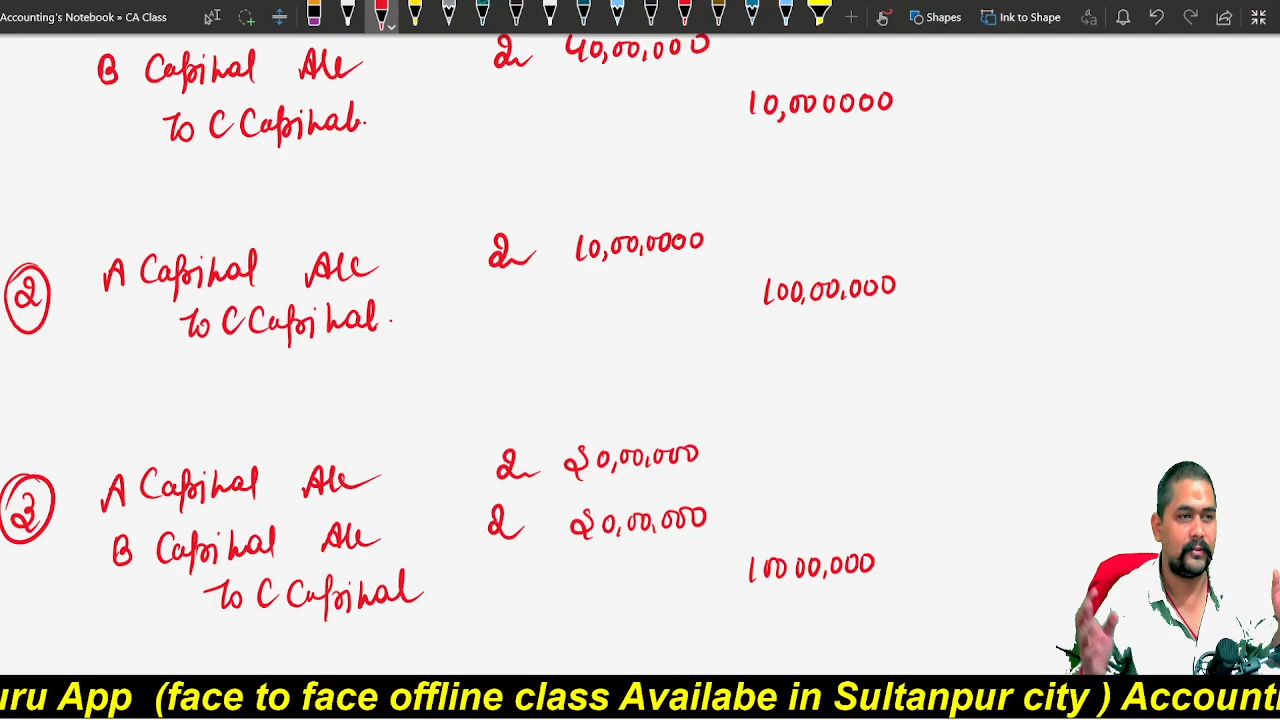 Accounting's Notebook » CA Class
Shapes
Ink to Shape
B Capital A/c Dr 40,00,000
To C Capital. 10,000000
2 A Capital A/c Dr 10,00,0000
To C Capital. 100,00,000
3 A Capital A/c Dr 50,00,000
B Capital A/c Dr 50,00,000
To C Capital 10000,000
uru App (face to face offline class Availabe in Sultanpur city ) Account